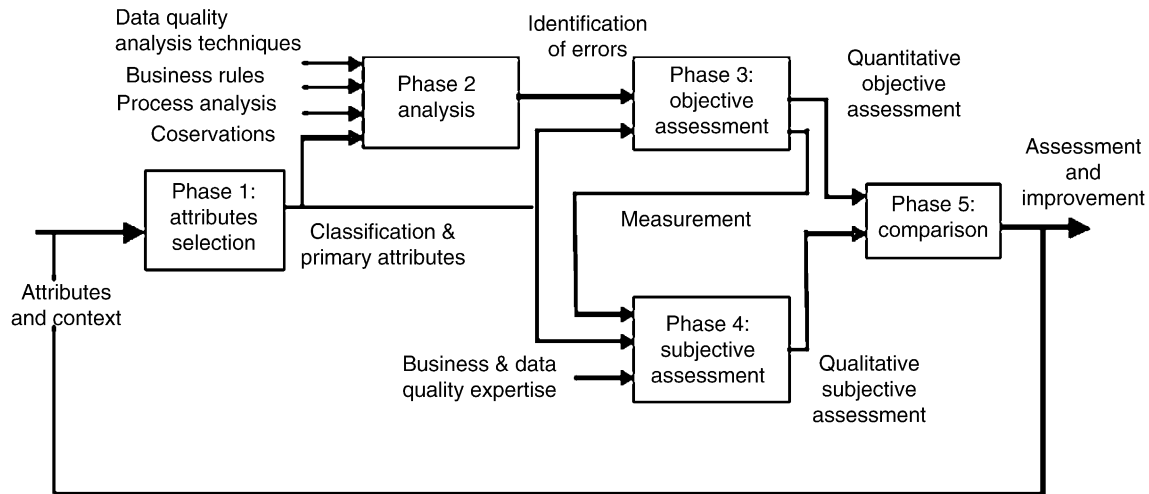 Data quality
analysis techniques
Business rules
Process analysis
Coservations
Phase 2
analysis
Identification
of errors
Phase 3:
objective
assessment
Quantitative
objective
assessment
Assessment
and
improvement
Phase 1:
attributes
selection
Classification &
primary attributes
Measurement
Phase 5:
comparison
Attributes
and context
Phase 4:
subjective
assessment
Business & data
quality expertise
Qualitative
subjective
assessment